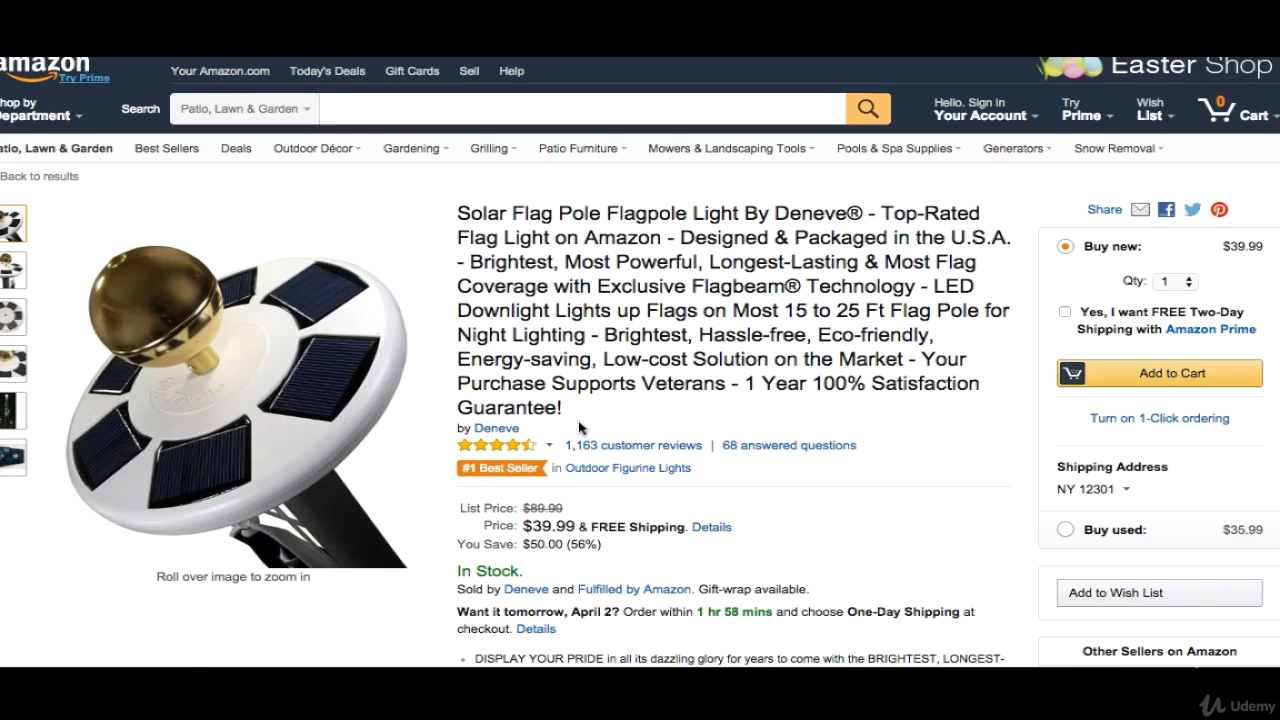 amazon
Try Prime
Your Amazon.com Today's Deals Gift Cards Sell Help
Easter Shop
hop by
Department
Search Patio, Lawn & Garden
Hello. Sign in
Your Account
Try
Prime
Wish
List
0
Cart
atio, Lawn & Garden Best Sellers Deals Outdoor Décor Gardening Grilling Patio Furniture Mowers & Landscaping Tools Pools & Spa Supplies Generators Snow Removal
Back to results
Solar Flag Pole Flagpole Light By Deneve® - Top-Rated
Flag Light on Amazon - Designed & Packaged in the U.S.A.
- Brightest, Most Powerful, Longest-Lasting & Most Flag
Coverage with Exclusive Flagbeam® Technology - LED
Downlight Lights up Flags on Most 15 to 25 Ft Flag Pole for
Night Lighting - Brightest, Hassle-free, Eco-friendly,
Energy-saving, Low-cost Solution on the Market - Your
Purchase Supports Veterans - 1 Year 100% Satisfaction
Guarantee!
by Deneve
1,163 customer reviews | 68 answered questions
#1 Best Seller in Outdoor Figurine Lights
List Price: $89.99
Price: $39.99 & FREE Shipping. Details
You Save: $50.00 (56%)
In Stock.
Sold by Deneve and Fulfilled by Amazon. Gift-wrap available.
Want it tomorrow, April 2? Order within 1 hr 58 mins and choose One-Day Shipping at
checkout. Details
• DISPLAY YOUR PRIDE in all its dazzling glory for years to come with the BRIGHTEST, LONGEST-
Roll over image to zoom in
Share
Buy new: $39.99
Qty: 1
Yes, I want FREE Two-Day
Shipping with Amazon Prime
Add to Cart
Turn on 1-Click ordering
Shipping Address
NY 12301
Buy used: $35.99
Add to Wish List
Other Sellers on Amazon
Udemy